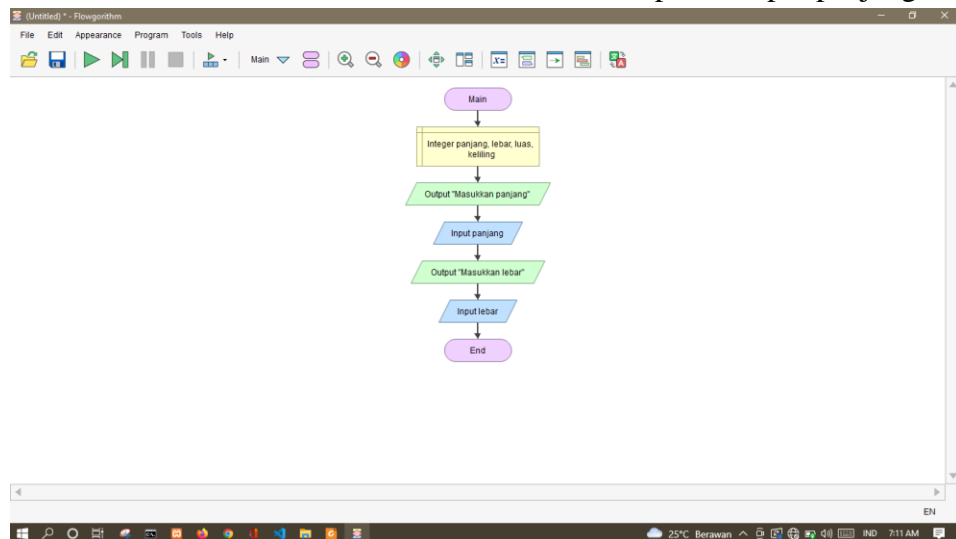 (Untitled) * - Flowgorithm
File Edit Appearance Program Tools Help
Main
X=
Main
Integer panjang, lebar, luas,
keliling
Output "Masukkan panjang"
Input panjang
Output "Masukkan lebar"
Input lebar
End
EN
25°C Berawan
IND
7:11 AM